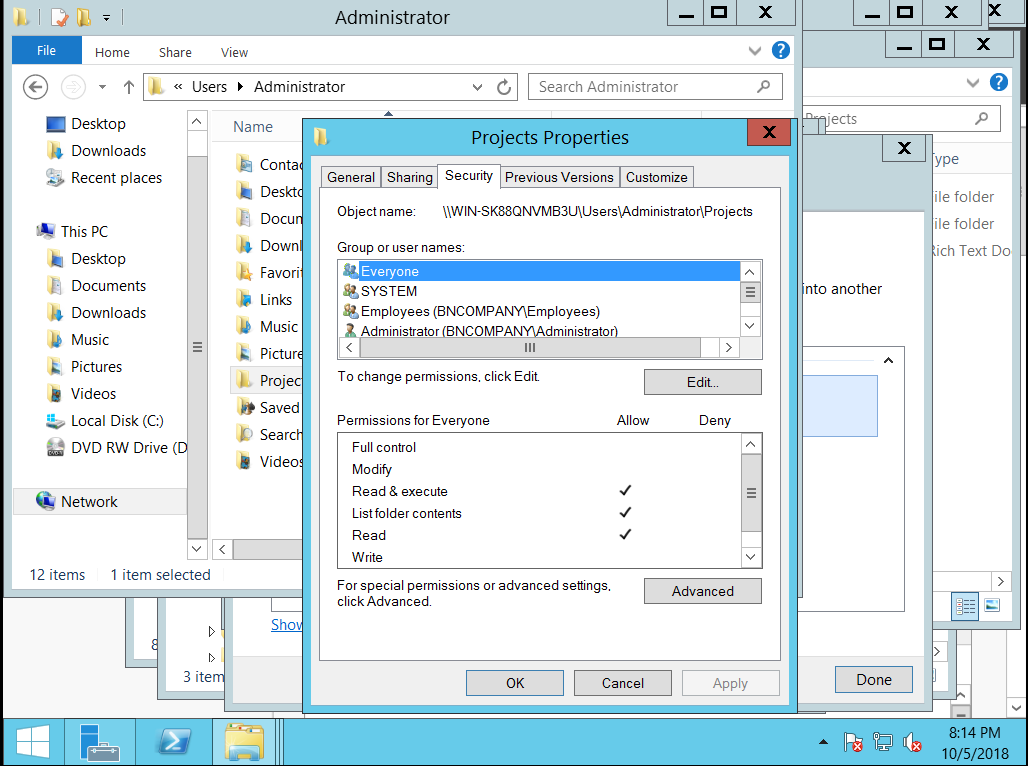 Administrator
File
Home
Share
View
« Users
Administrator
Search Administrator
Desktop
Downloads
Recent places
This PC
Desktop
Documents
Downloads
Music
Pictures
Videos
Local Disk (C:)
DVD RW Drive (D
Network
12 items
1 item selected
Name
Contac
Deskto
Docum
Downl
Favorit
Links
Music
Picture
Projec
Saved
Search
Videos
Projects Properties
General
Sharing
Security
Previous Versions
Customize
Object name:
\\WIN-SK88QNVMB3U\Users\Administrator\Projects
Group or user names:
Everyone
SYSTEM
Employees (BNCOMPANY\Employees)
Administrator (BNCOMPANY\Administrator)
To change permissions, click Edit.
Edit...
Permissions for Everyone
Allow
Deny
Full control
Modify
Read & execute
List folder contents
Read
Write
For special permissions or advanced settings,
click Advanced.
Advanced
OK
Cancel
Apply
rojects
ype
ile folder
ile folder
Rich Text Do
into another
Show
8
3 item
Done
8:14 PM
10/5/2018